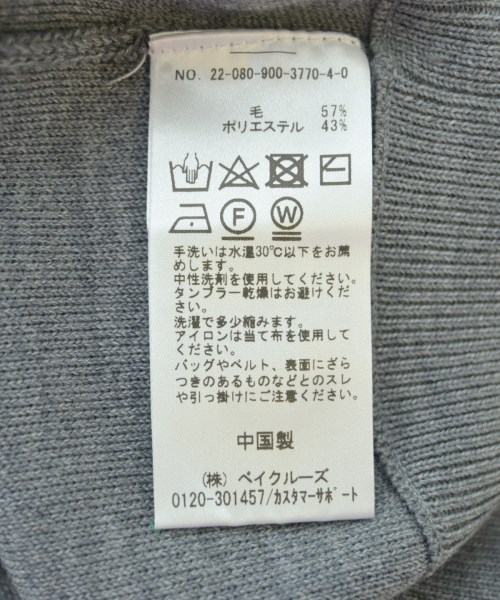 NO. 22-080-900-3770-4-0
毛 57%
ポリエステル 43%
F W
手洗いは水温30℃以下をお薦
めします。
中性洗剤を使用してください。
タンブラー乾燥はお避けくだ
さい。
洗濯で多少縮みます。
アイロンは当て布を使用して
ください。
バッグやベルト、表面にざら
つきのあるものなどとのスレ
や引っ掛けにご注意ください。
中国製
(株) ベイクルーズ
0120-301457/カスタマーサポート